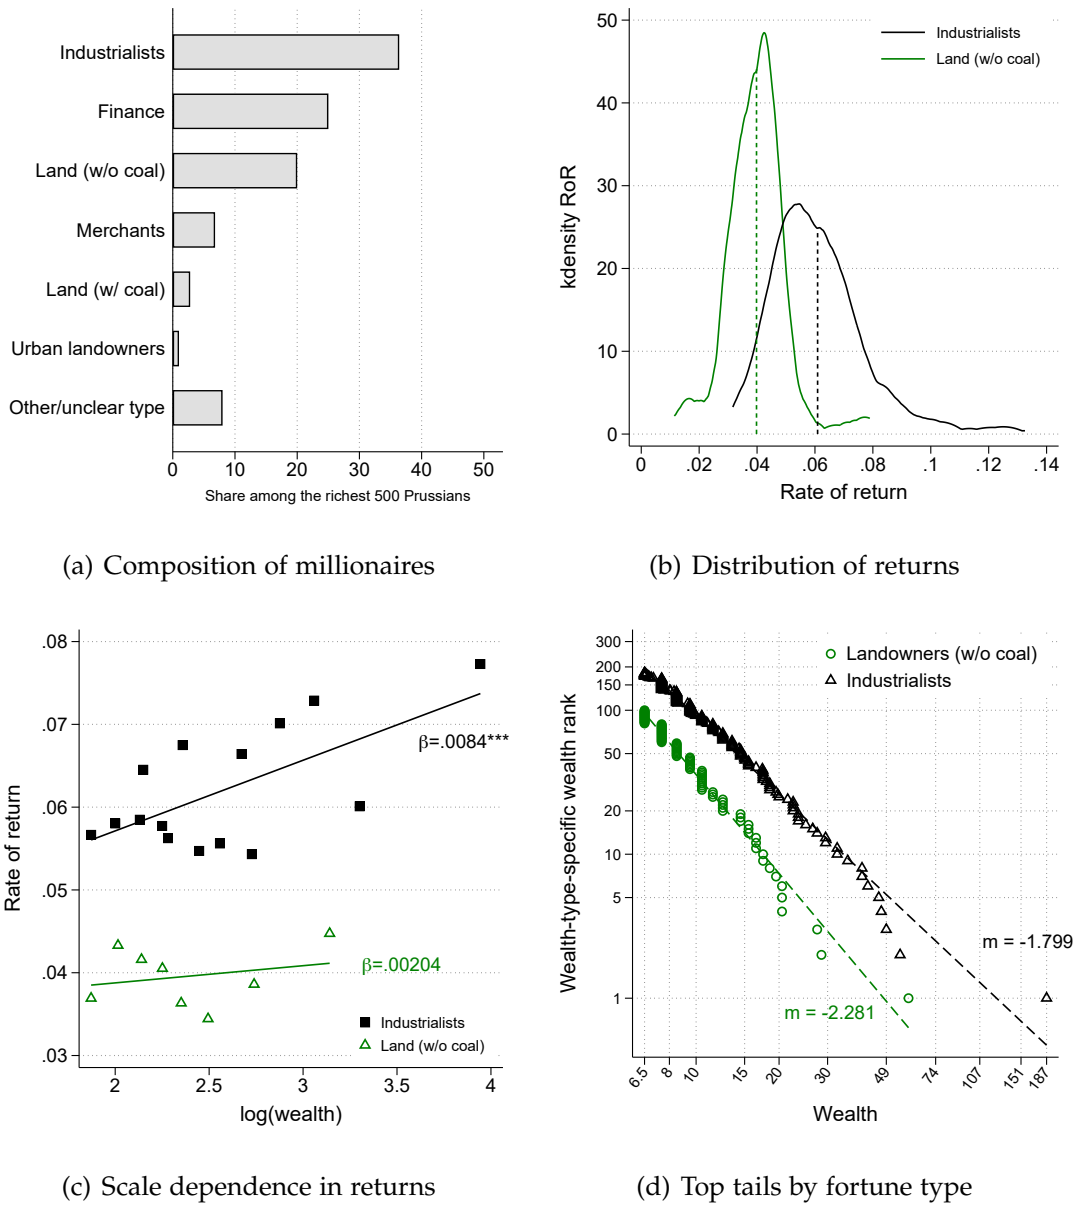 Industrialists
Finance
Land (w/o coal)
Merchants
Land (w/ coal)
Urban landowners
Other/unclear type
0 10 20 30 40 50
Share among the richest 500 Prussians
(a) Composition of millionaires
50
40
30
20
10
0
kdensity RoR
Industrialists
Land (w/o coal)
0 .02 .04 .06 .08 .1 .12 .14
Rate of return
(b) Distribution of returns
.08
.07
.06
.05
.04
.03
Rate of return
β=.0084***
β=.00204
Industrialists
Land (w/o coal)
2 2.5 3 3.5 4
log(wealth)
(c) Scale dependence in returns
300
200
150
100
50
20
10
5
1
Wealth-type-specific wealth rank
Landowners (w/o coal)
Industrialists
m = -1.799
m = -2.281
6.5 8 10 15 20 30 49 74 107 151 187
Wealth
(d) Top tails by fortune type